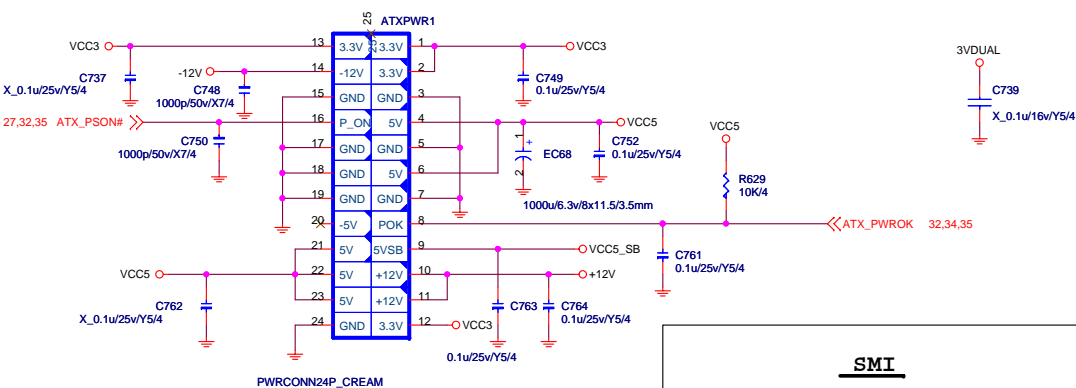 25
ATXPWR1
25
VCC3
13
3.3V
3.3V
1
VCC3
3VDUAL
-12V
14
-12V
3.3V
2
C737
X_0.1u/25v/Y5/4
C748
1000p/50v/X7/4
C749
0.1u/25v/Y5/4
C739
X_0.1u/16v/Y5/4
15
GND
GND
3
27,32,35
ATX_PSON#
16
P_ON
5V
4
VCC5
VCC5
C750
1000p/50v/X7/4
17
GND
GND
5
1
+
EC68
2
C752
0.1u/25v/Y5/4
18
GND
5V
6
R629
10K/4
19
GND
GND
7
1000u/6.3v/8x11.5/3.5mm
20
-5V
POK
8
ATX_PWROK
32,34,35
21
5V
5VSB
9
VCC5_SB
C761
0.1u/25v/Y5/4
VCC5
22
5V
+12V
10
+12V
23
5V
+12V
11
C762
X_0.1u/25v/Y5/4
C763
C764
0.1u/25v/Y5/4
24
GND
3.3V
12
VCC3
0.1u/25v/Y5/4
SMI
PWRCONN24P_CREAM